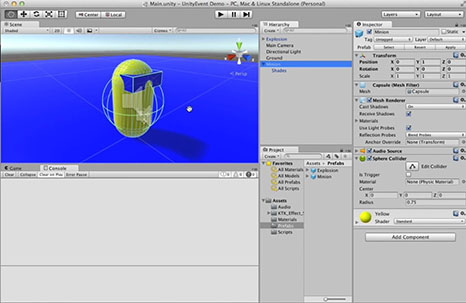 Main.unity - UnityEvent Demo - PC, Mac & Linux Standalone (Personal)
Center
Local
Layers
Layout
Scene
Shaded
2D
Gizmos
Persp
Game
Console
Clear
Collapse
Clear on Play
Error Pause
Hierarchy
Create
All
Explosion
Main Camera
Directional Light
Ground
Minion
Shades
Project
Create
Favorites
All Materials
All Models
All Prefabs
All Scripts
Assets
Audio
Materials
Prefabs
Scripts
Assets ▸ Prefabs
Explosion
Minion
Inspector
Minion
Static
Tag Untagged
Layer Default
Prefab Select Revert Apply
Transform
Position X 0 Y 1 Z 0
Rotation X 0 Y 0 Z 0
Scale X 1 Y 1 Z 1
Capsule (Mesh Filter)
Mesh Capsule
Mesh Renderer
Cast Shadows On
Receive Shadows
Materials
Use Light Probes
Reflection Probes Blend Probes
Anchor Override None (Transform)
Audio Source
Sphere Collider
Edit Collider
Is Trigger
Material None (Physic Material)
Center
X 0 Y 0 Z 0
Radius 0.75
Yellow
Shader Standard
Add Component